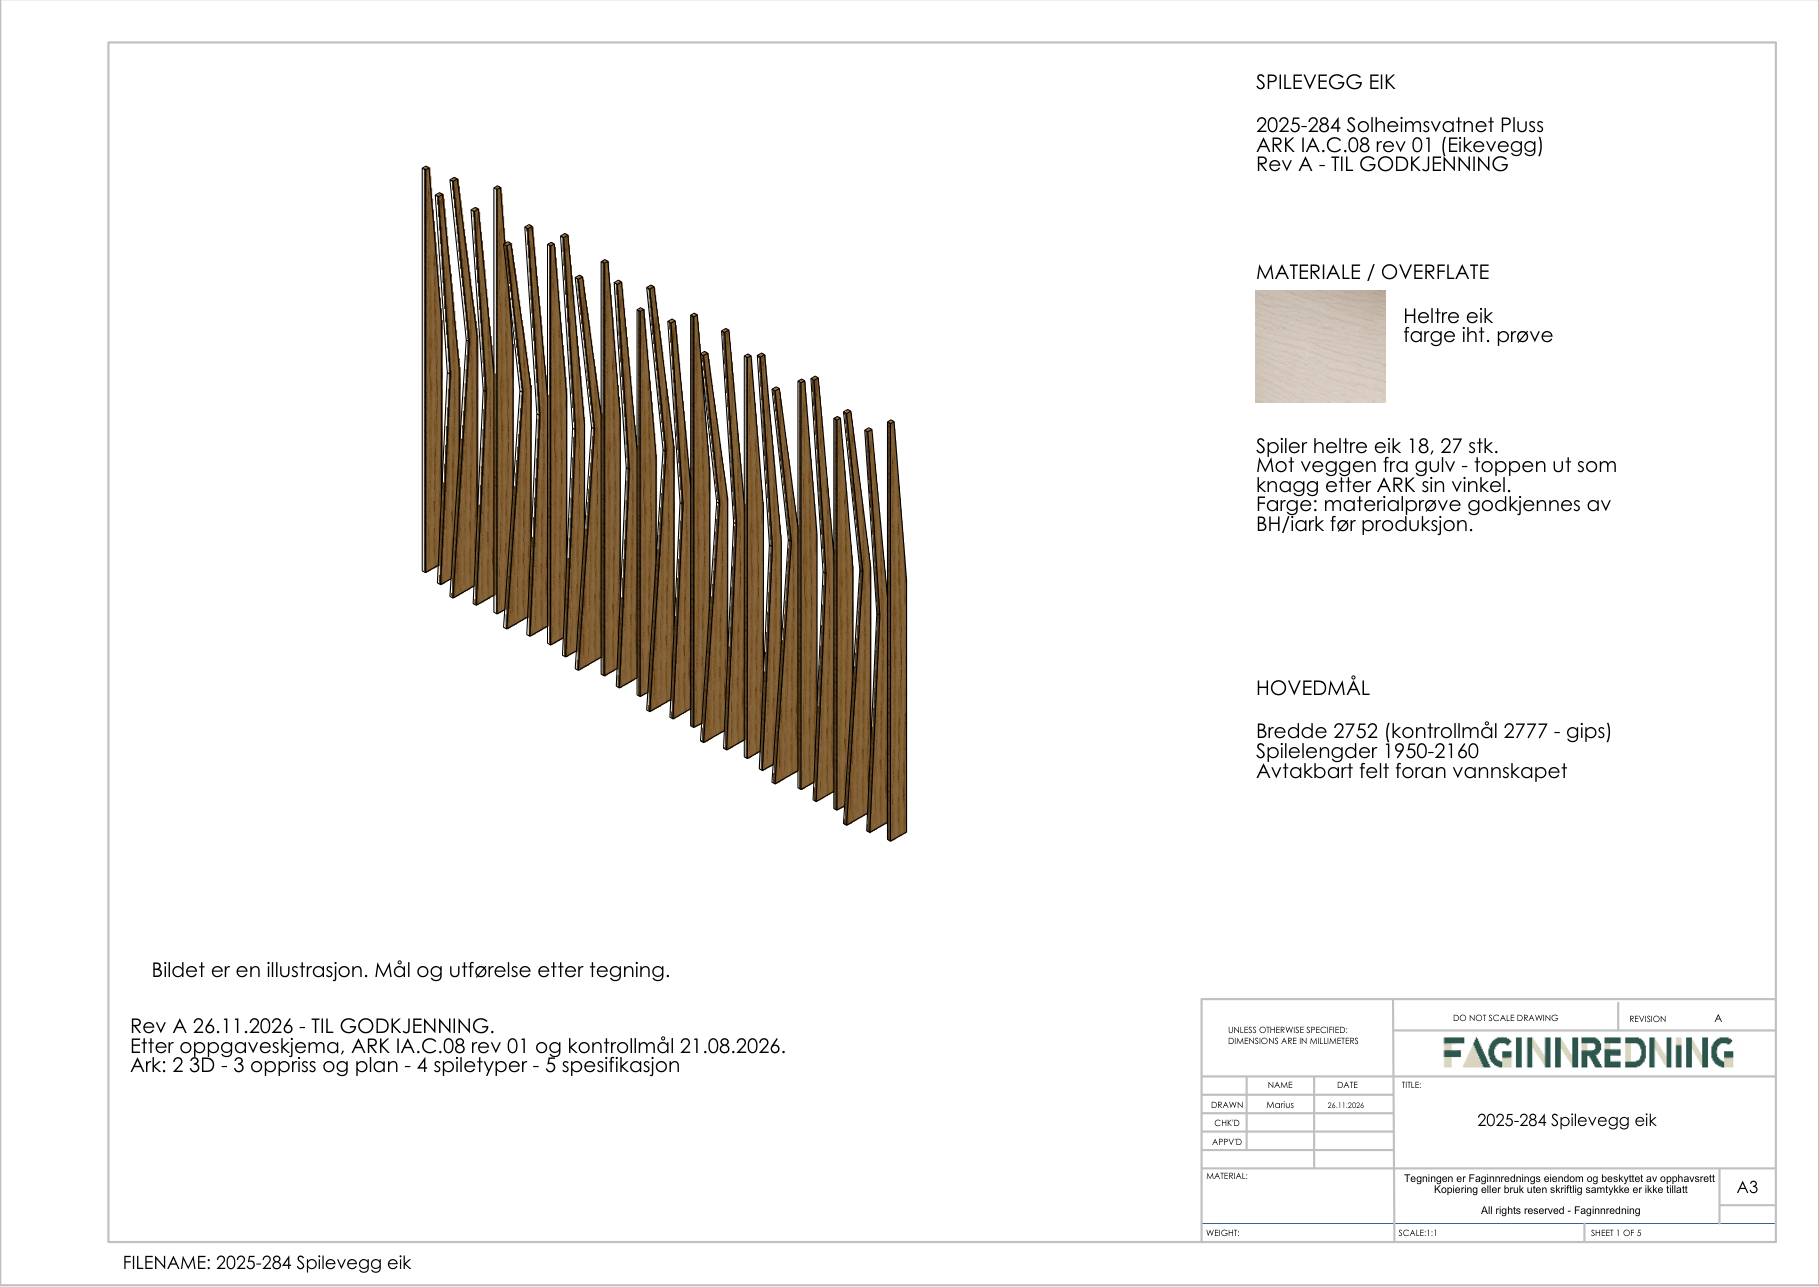 SPILEVEGG EIK
2025-284 Solheimsvatnet Pluss
ARK IA.C.08 rev 01 (Eikevegg)
Rev A - TIL GODKJENNING
MATERIALE / OVERFLATE
Heltre eik
farge iht. prøve
Spiler heltre eik 18, 27 stk.
Mot veggen fra gulv - toppen ut som
knagg etter ARK sin vinkel.
Farge: materialprøve godkjennes av
BH/iark før produksjon.
HOVEDMÅL
Bredde 2752 (kontrollmål 2777 - gips)
Spilelengder 1950-2160
Avtakbart felt foran vannskapet
Bildet er en illustrasjon. Mål og utførelse etter tegning.
Rev A 26.11.2026 - TIL GODKJENNING.
Etter oppgaveskjema, ARK IA.C.08 rev 01 og kontrollmål 21.08.2026.
Ark: 2 3D - 3 oppriss og plan - 4 spiletyper - 5 spesifikasjon
UNLESS OTHERWISE SPECIFIED:
DIMENSIONS ARE IN MILLIMETERS
DO NOT SCALE DRAWING
REVISION A
FAGINNREDNING
NAME DATE
DRAWN Marius 26.11.2026
CHK'D
APPV'D
TITLE:
2025-284 Spilevegg eik
MATERIAL:
Tegningen er Faginnrednings eiendom og beskyttet av opphavsrett
Kopiering eller bruk uten skriftlig samtykke er ikke tillatt
All rights reserved - Faginnredning
A3
WEIGHT:
SCALE:1:1
SHEET 1 OF 5
FILENAME: 2025-284 Spilevegg eik